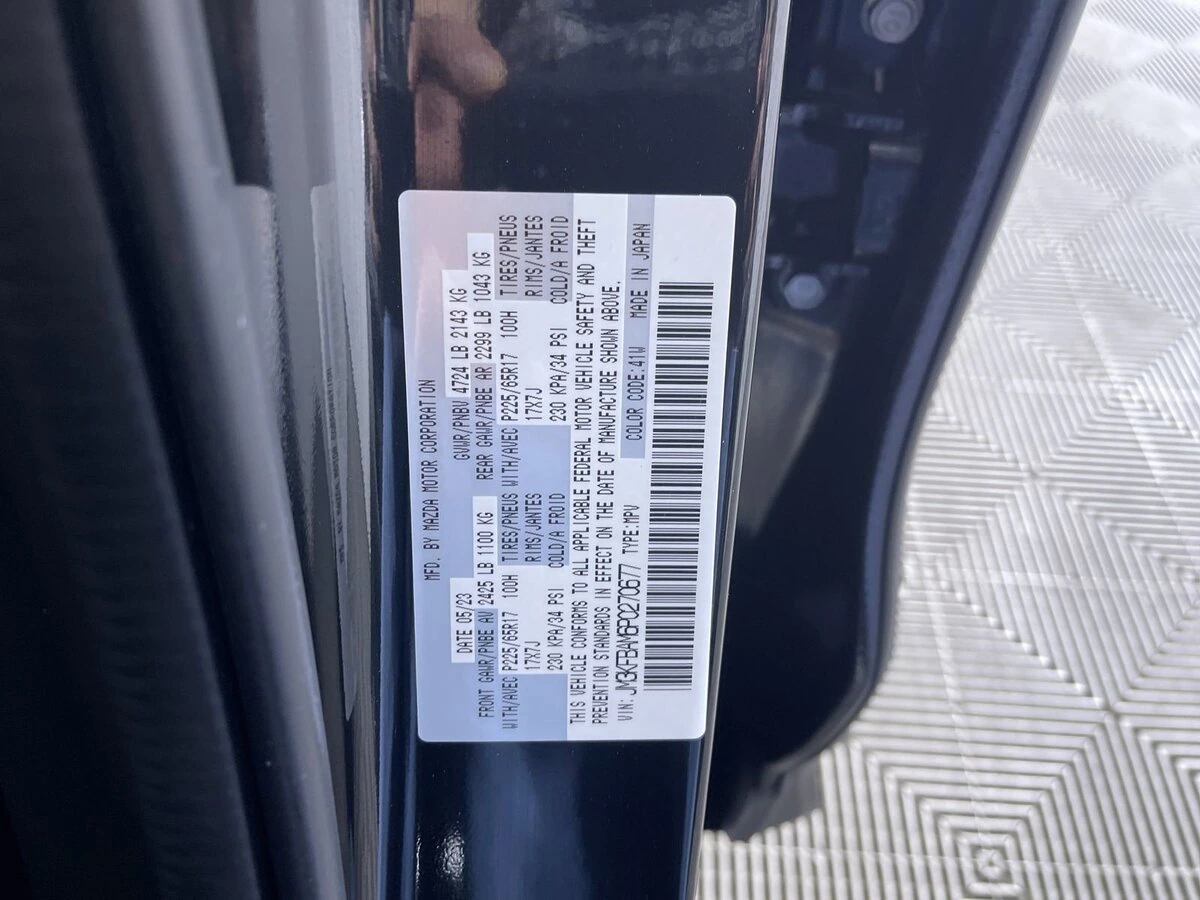 MFD. BY MAZDA MOTOR CORPORATION
DATE 05/23 GVWR/PNBV 4724 LB 2143 KG
FRONT GAWR/PNBE AV 2425 LB 1100 KG REAR GAWR/PNBE AR 2299 LB 1043 KG
WITH/AVEC P225/65R17 100H TIRES/PNEUS WITH/AVEC P225/65R17 100H TIRES/PNEUS
17X7J RIMS/JANTES 17X7J RIMS/JANTES
230 KPA/34 PSI COLD/A FROID 230 KPA/34 PSI COLD/A FROID
THIS VEHICLE CONFORMS TO ALL APPLICABLE FEDERAL MOTOR VEHICLE SAFETY AND THEFT
PREVENTION STANDARDS IN EFFECT ON THE DATE OF MANUFACTURE SHOWN ABOVE.
VIN: JM3KFBAM6P0270677 TYPE:MPV COLOR CODE:41W MADE IN JAPAN